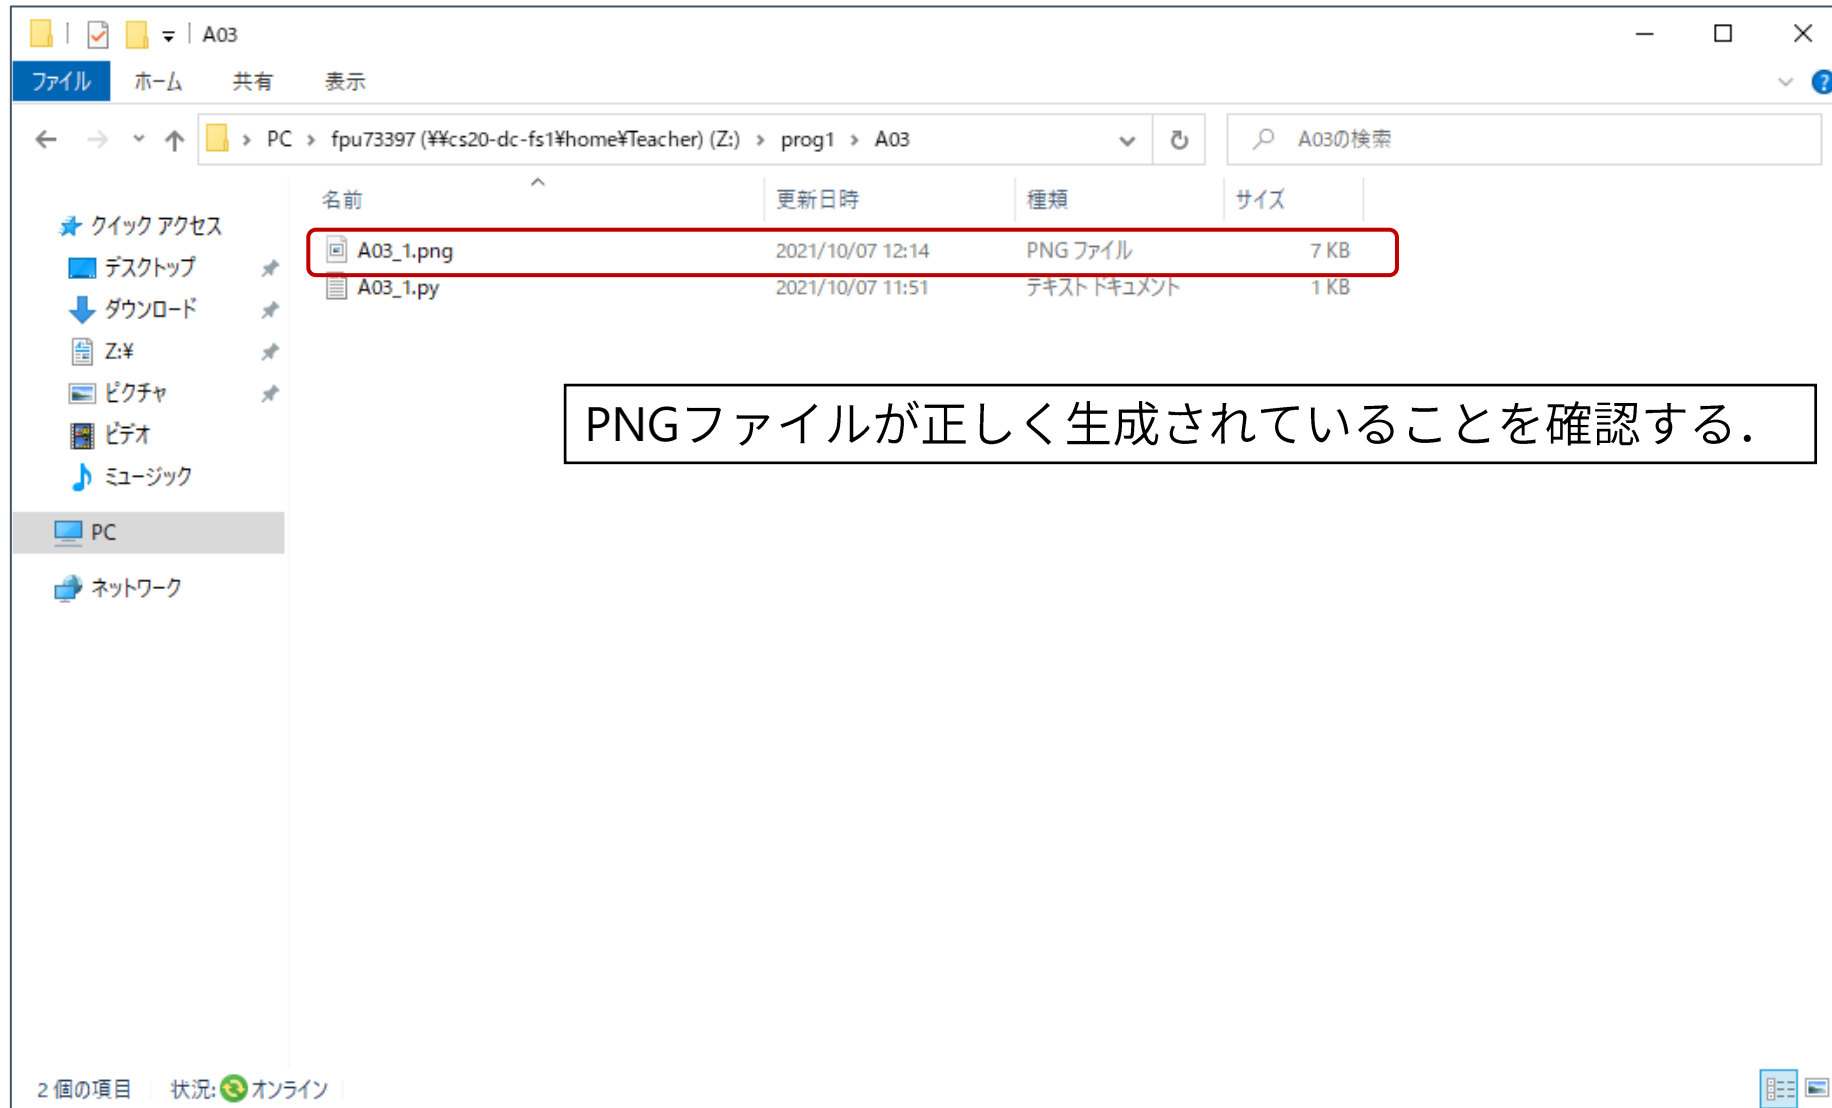 A03
ファイル ホーム 共有 表示
PC › fpu73397 (¥¥cs20-dc-fs1¥home¥Teacher) (Z:) › prog1 › A03
A03の検索
名前 更新日時 種類 サイズ
A03_1.png 2021/10/07 12:14 PNG ファイル 7 KB
A03_1.py 2021/10/07 11:51 テキスト ドキュメント 1 KB
クイック アクセス
デスクトップ
ダウンロード
Z:¥
ピクチャ
ビデオ
ミュージック
PC
ネットワーク
PNGファイルが正しく生成されていることを確認する．
2 個の項目 状況: オンライン